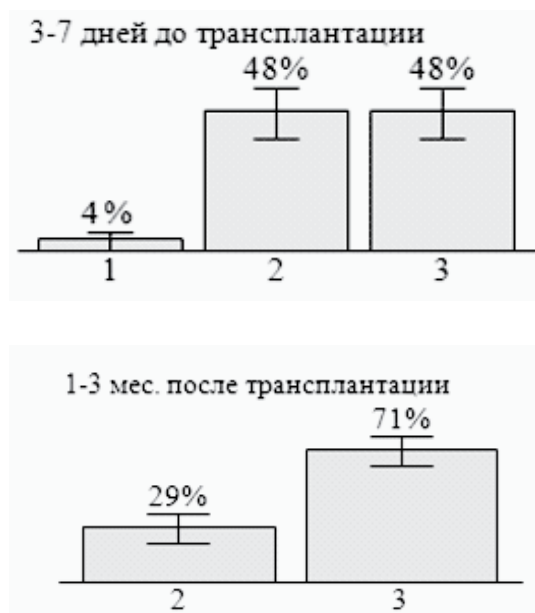 3-7 дней до трансплантации
48% 48%
4%
1 2 3
1-3 мес. после трансплантации
71%
29%
2 3